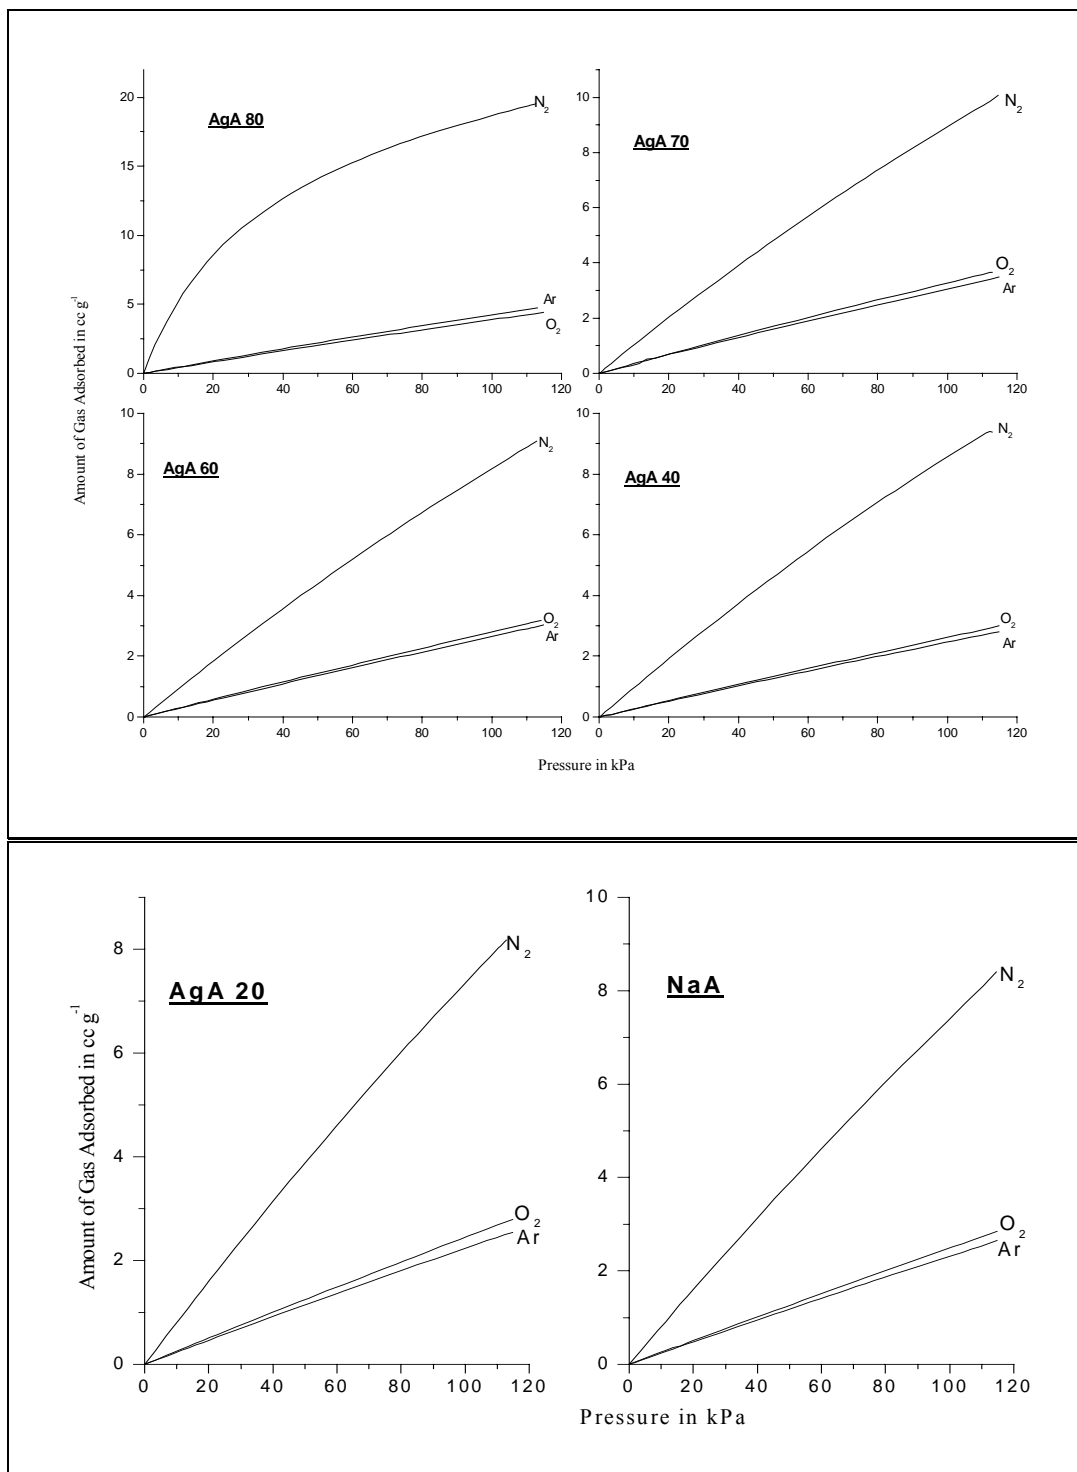 AgA 80
N2
Ar
O2
20
15
10
5
0
0 20 40 60 80 100 120
AgA 70
N2
O2
Ar
10
8
6
4
2
0
0 20 40 60 80 100 120
Amount of Gas Adsorbed in cc g-1
AgA 60
N2
O2
Ar
10
8
6
4
2
0
0 20 40 60 80 100 120
AgA 40
N2
O2
Ar
10
8
6
4
2
0
0 20 40 60 80 100 120
Pressure in kPa
Amount of Gas Adsorbed in cc g-1
AgA 20
N2
O2
Ar
8
6
4
2
0
0 20 40 60 80 100 120
NaA
N2
O2
Ar
10
8
6
4
2
0
0 20 40 60 80 100 120
Pressure in kPa